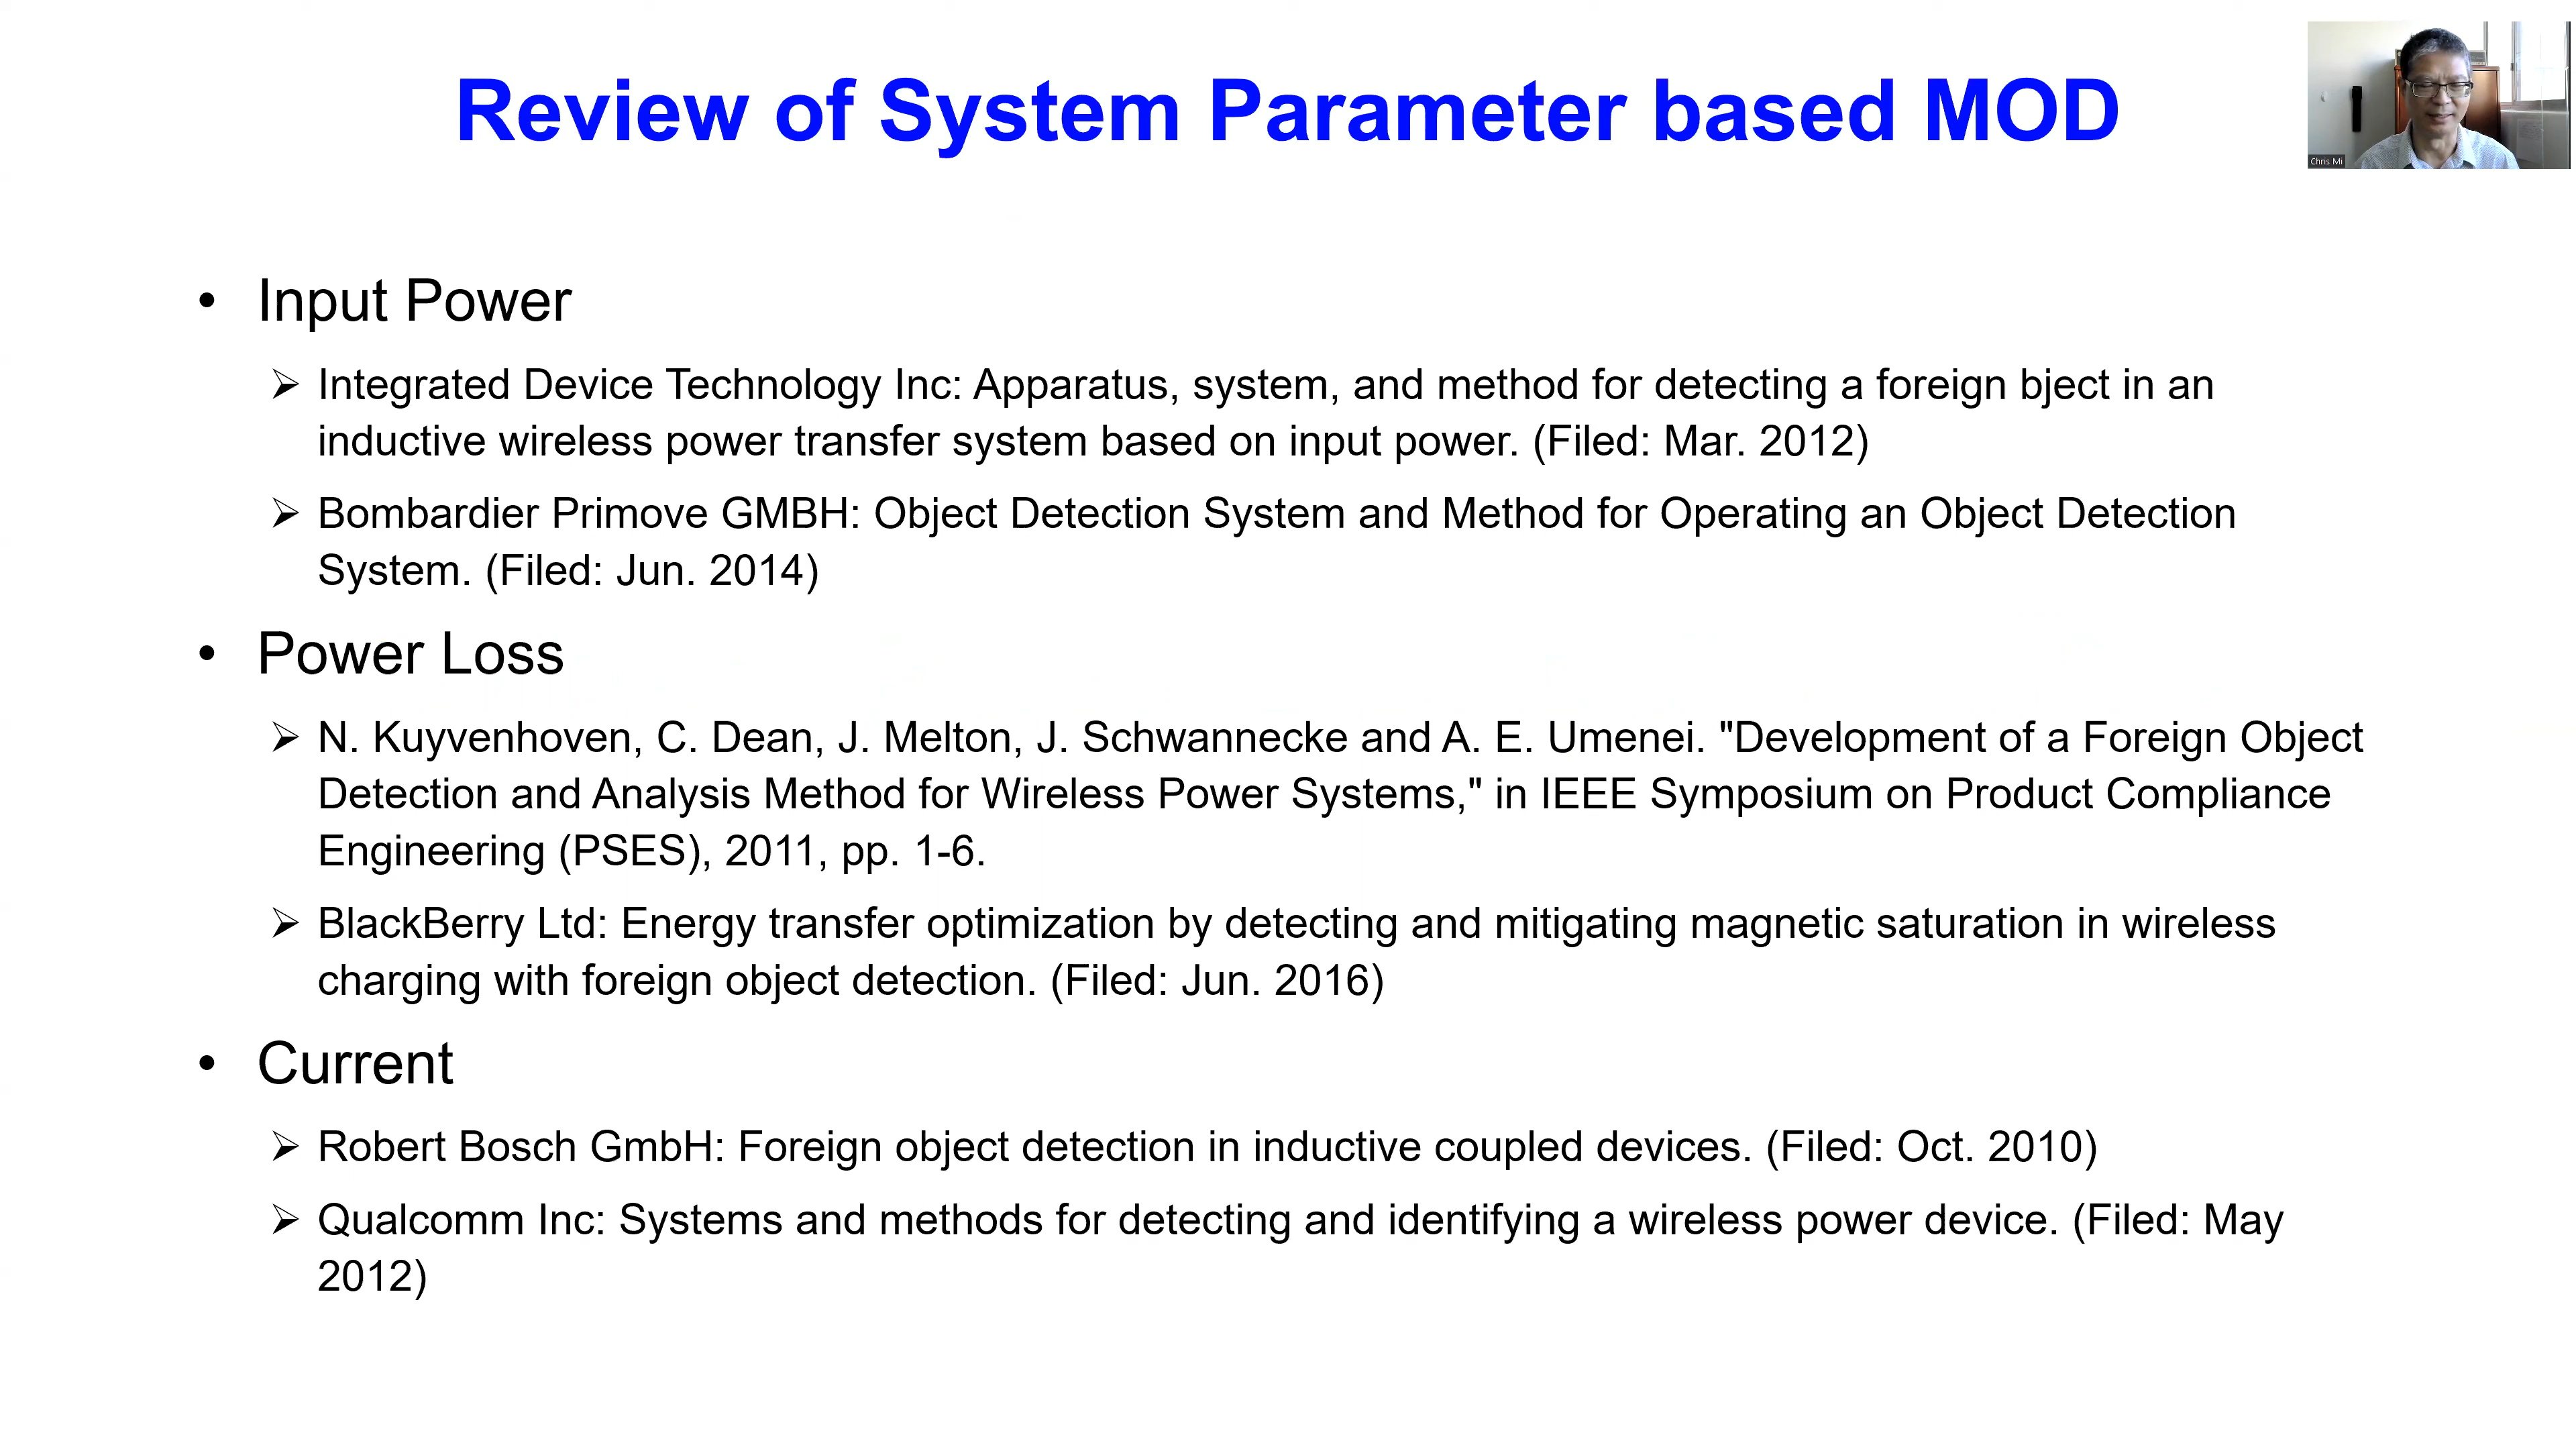 Review of System Parameter based MOD
Chris Mi
• Input Power
➢ Integrated Device Technology Inc: Apparatus, system, and method for detecting a foreign bject in an
inductive wireless power transfer system based on input power. (Filed: Mar. 2012)
➢ Bombardier Primove GMBH: Object Detection System and Method for Operating an Object Detection
System. (Filed: Jun. 2014)
• Power Loss
➢ N. Kuyvenhoven, C. Dean, J. Melton, J. Schwannecke and A. E. Umenei. "Development of a Foreign Object
Detection and Analysis Method for Wireless Power Systems," in IEEE Symposium on Product Compliance
Engineering (PSES), 2011, pp. 1-6.
➢ BlackBerry Ltd: Energy transfer optimization by detecting and mitigating magnetic saturation in wireless
charging with foreign object detection. (Filed: Jun. 2016)
• Current
➢ Robert Bosch GmbH: Foreign object detection in inductive coupled devices. (Filed: Oct. 2010)
➢ Qualcomm Inc: Systems and methods for detecting and identifying a wireless power device. (Filed: May
2012)